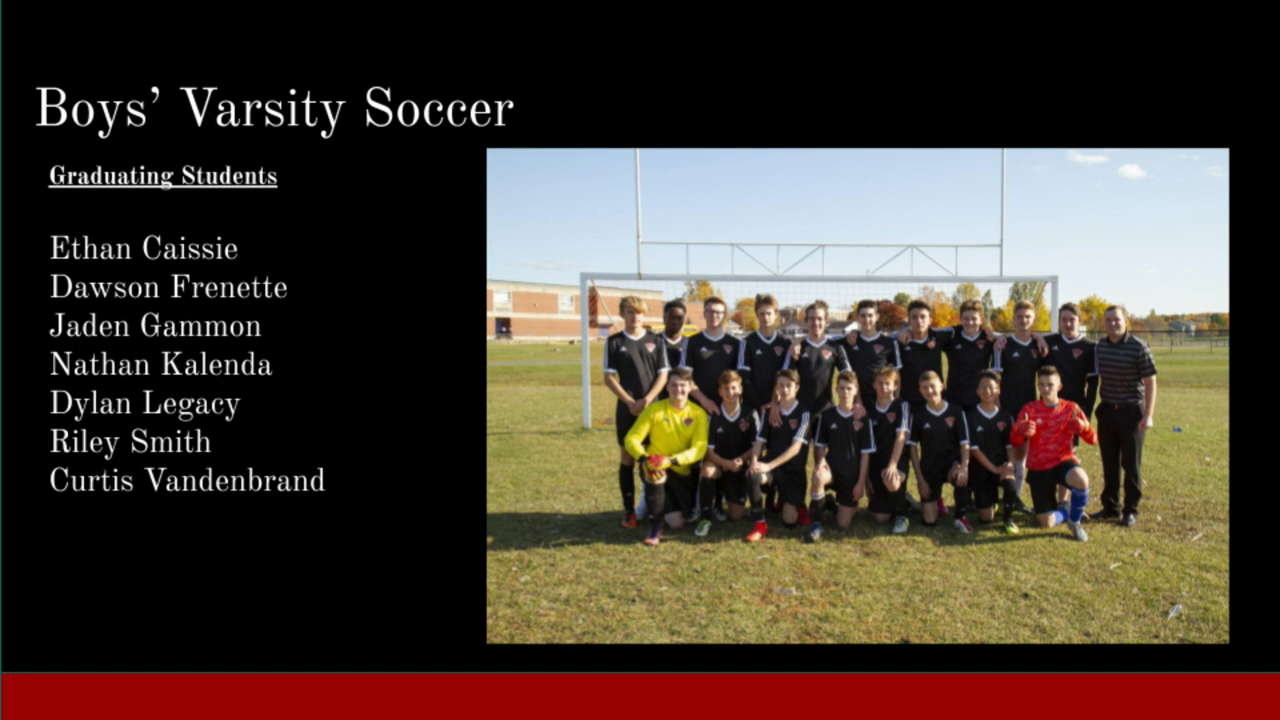 Boys’ Varsity Soccer
Graduating Students
Ethan Caissie
Dawson Frenette
Jaden Gammon
Nathan Kalenda
Dylan Legacy
Riley Smith
Curtis Vandenbrand